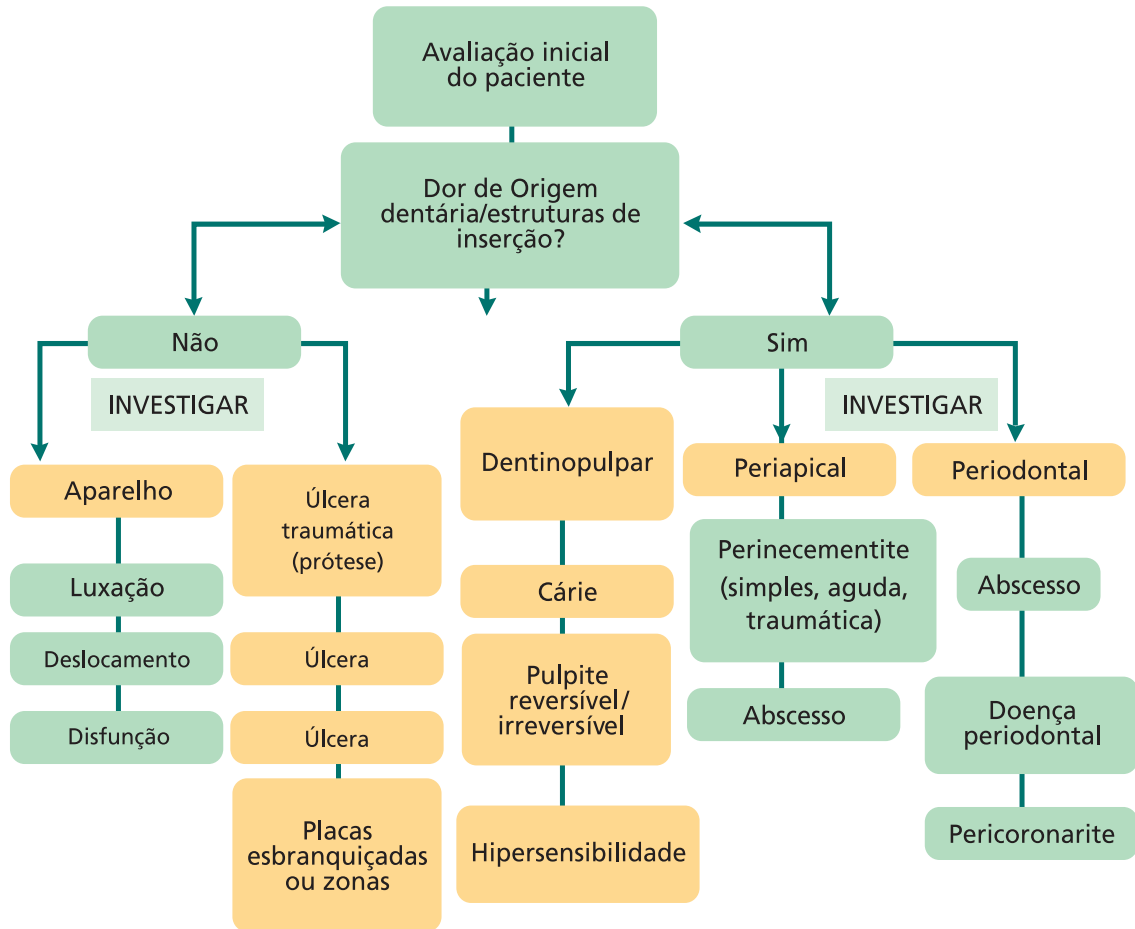 Avaliação inicial
do paciente
Dor de Origem
dentária/estruturas de
inserção?
Não
Sim
INVESTIGAR
INVESTIGAR
Aparelho
Luxação
Deslocamento
Disfunção
Úlcera
traumática
(prótese)
Úlcera
Úlcera
Placas
esbranquiçadas
ou zonas
Dentinopulpar
Cárie
Pulpite
reversível/
irreversível
Hipersensibilidade
Periapical
Perinecementite
(simples, aguda,
traumática)
Abscesso
Periodontal
Abscesso
Doença
periodontal
Pericoronarite